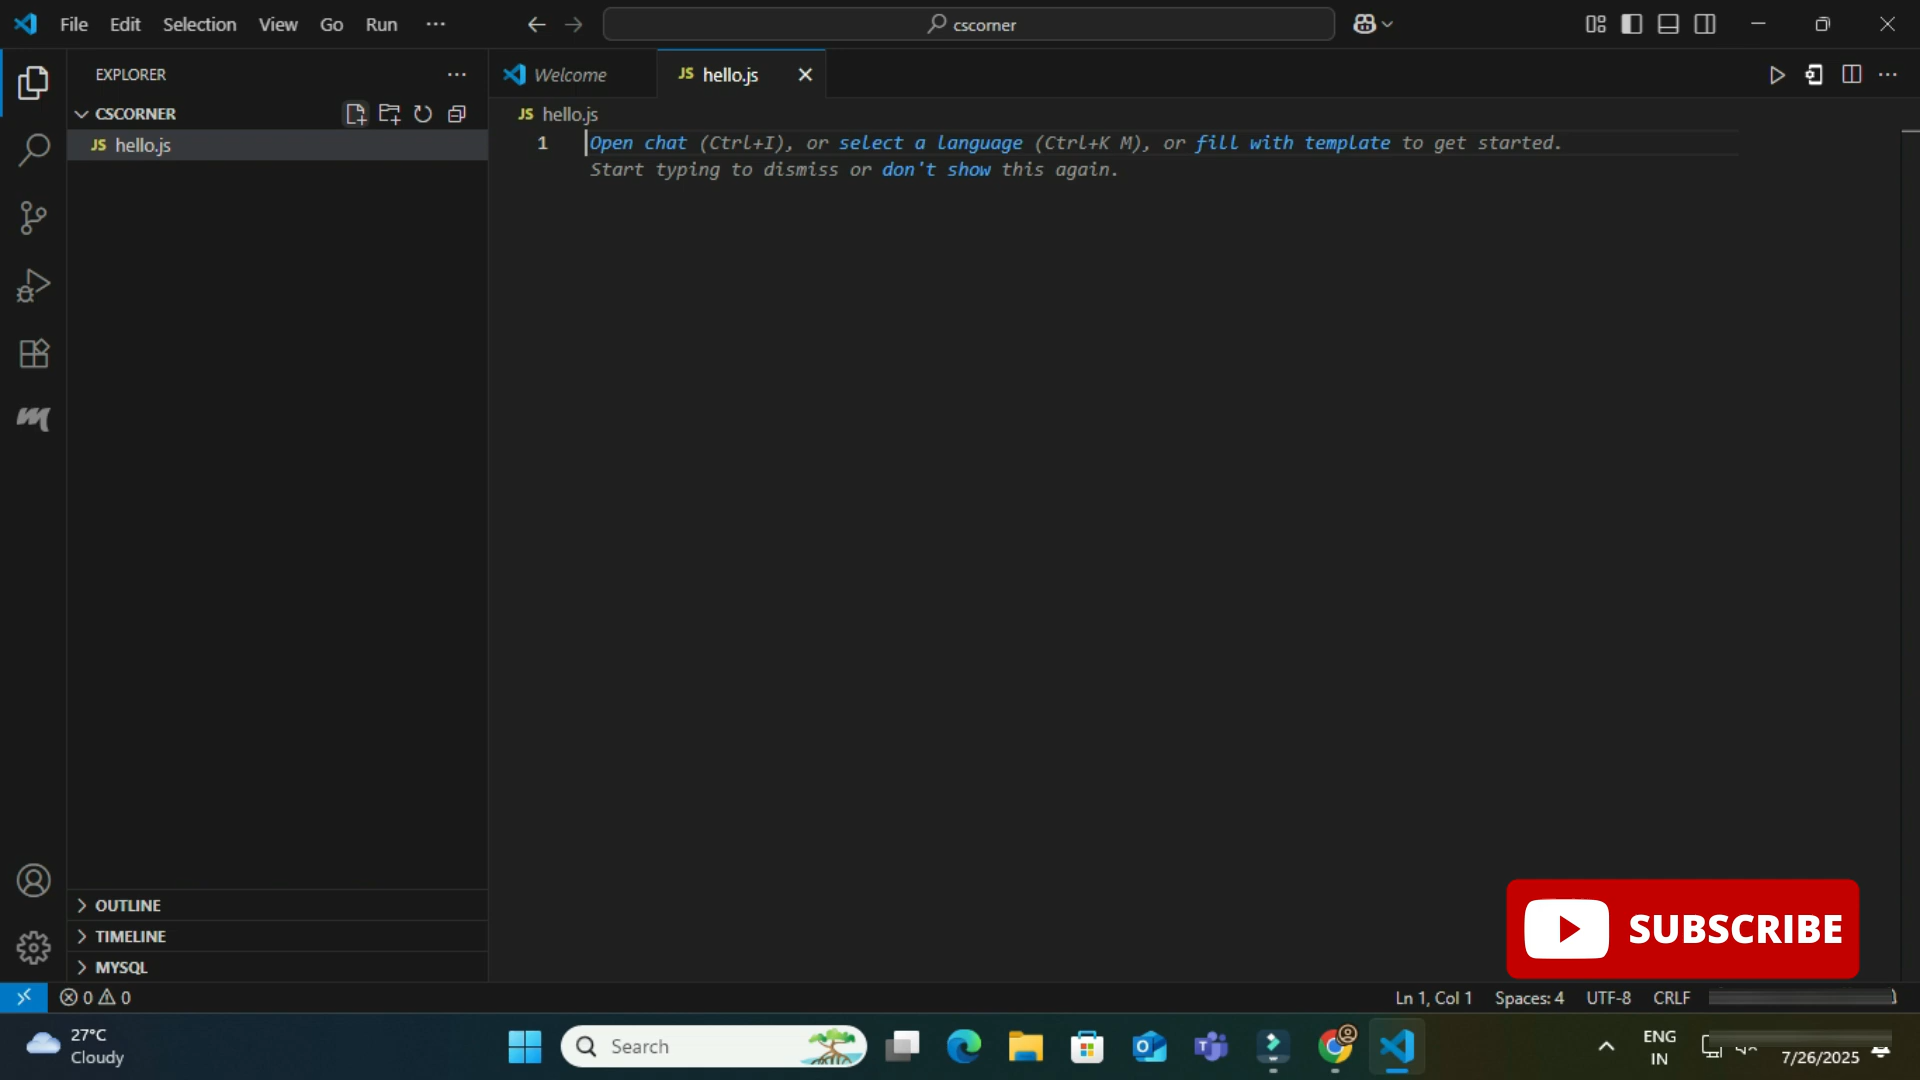 File Edit Selection View Go Run ···
cscorner
EXPLORER
CSCORNER
JS hello.js
Welcome
JS hello.js
JS hello.js
1 Open chat (Ctrl+I), or select a language (Ctrl+K M), or fill with template to get started.
Start typing to dismiss or don't show this again.
OUTLINE
TIMELINE
MYSQL
SUBSCRIBE
0 0
Ln 1, Col 1 Spaces: 4 UTF-8 CRLF
27°C
Cloudy
Search
ENG
IN
7/26/2025